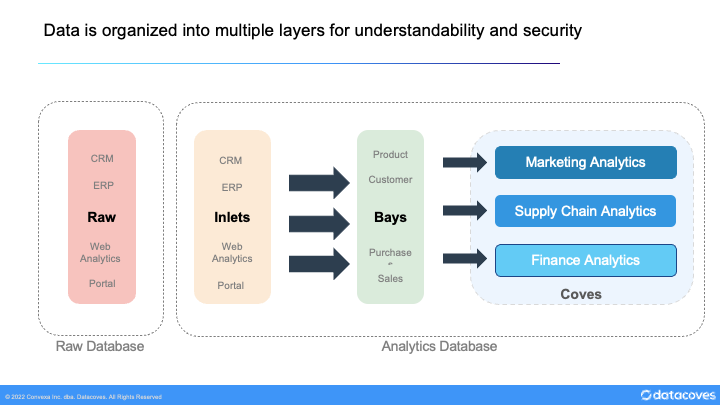 Data is organized into multiple layers for understandability and security
CRM
ERP
Raw
Web
Analytics
Portal
CRM
ERP
Inlets
Web
Analytics
Portal
Product
Customer
Bays
Purchase
Sales
Marketing Analytics
Supply Chain Analytics
Finance Analytics
Coves
Raw Database
Analytics Database
© 2022 Convexa Inc. dba. Datacoves. All Rights Reserved
datacoves